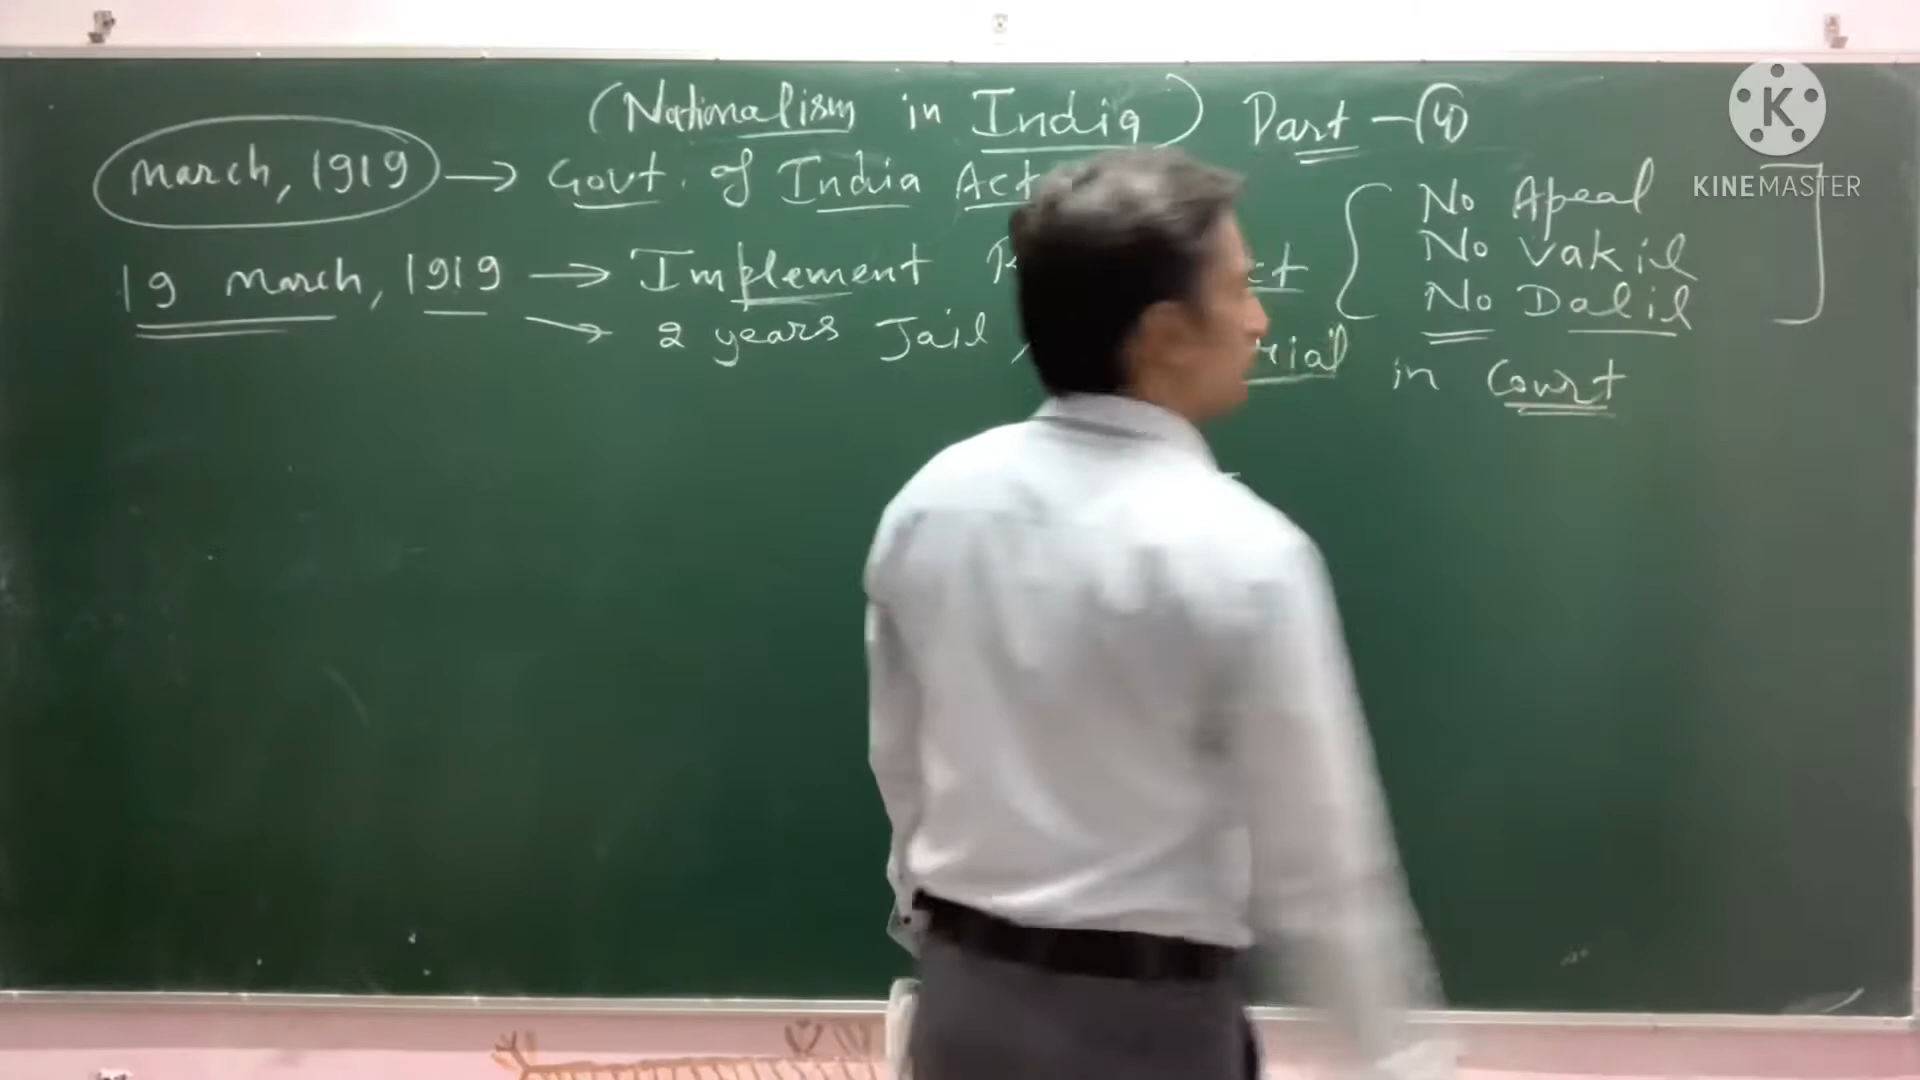 (Nationalism in India) Part - (4)
March, 1919 → Govt. of India Act
19 March, 1919 → Implement
→ 2 years Jail, in Court
No Apeal
No Vakil
No Dalil
KINEMASTER